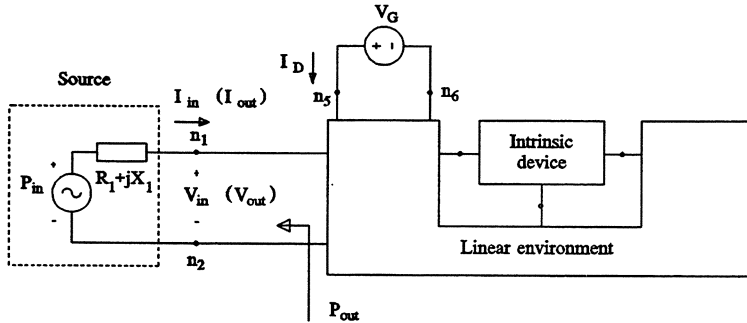 V_G
+ -
I_D
Source
I_in (I_out)
n_5
n_6
n_1
Intrinsic
device
+
R_1+jX_1
P_in
-
+
V_in (V_out)
-
n_2
Linear environment
P_out